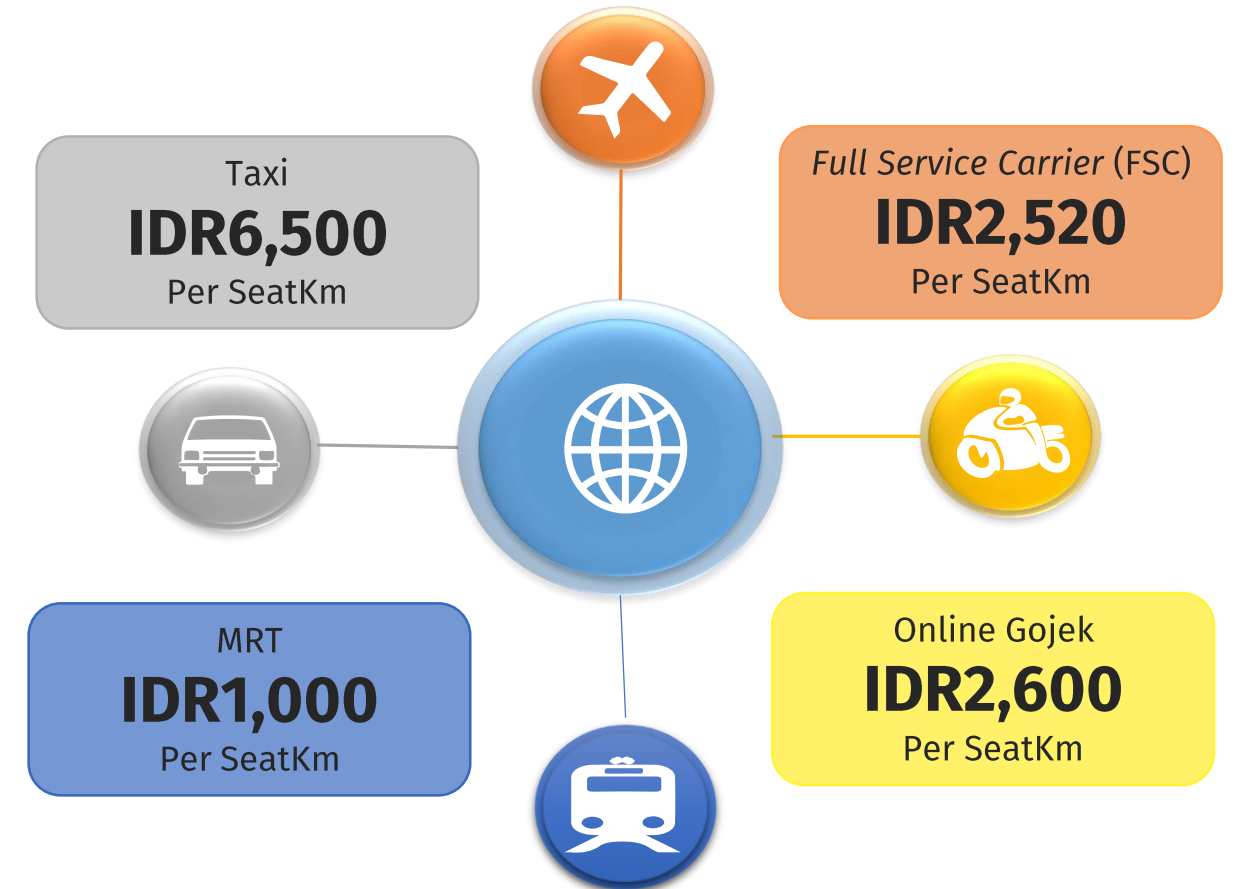 Taxi
IDR6,500
Per SeatKm
Full Service Carrier (FSC)
IDR2,520
Per SeatKm
MRT
IDR1,000
Per SeatKm
Online Gojek
IDR2,600
Per SeatKm